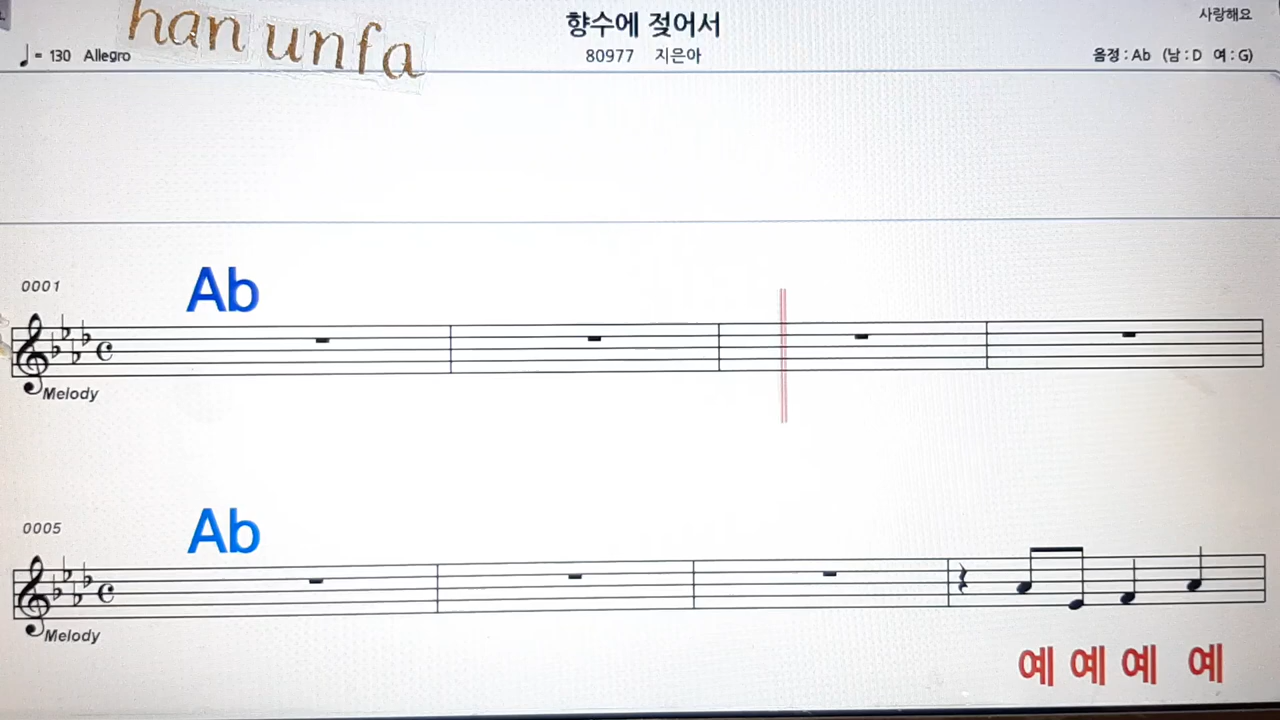 han unfa
향수에 젖어서
사랑해요
♩= 130 Allegro
80977 지은아
음정 : Ab (남 : D 여 : G)
0001
Ab
Melody
0005
Ab
Melody
예 예 예 예